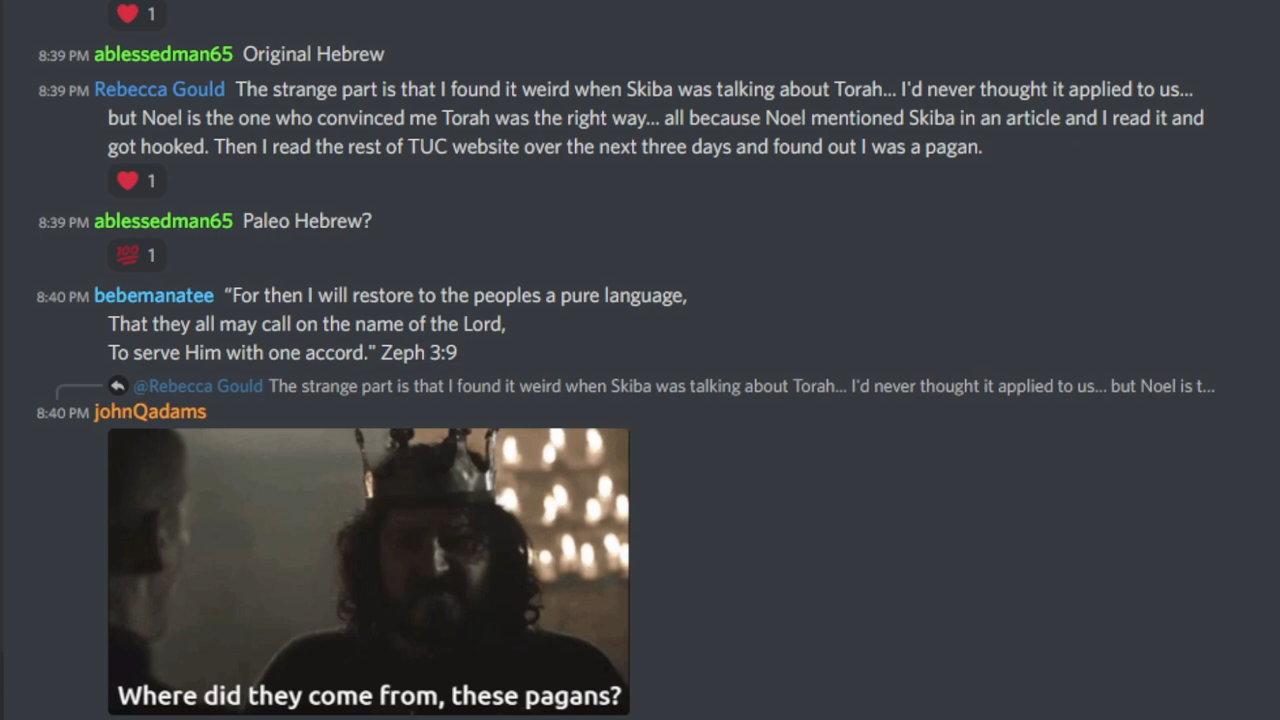 1
8:39 PM ablessedman65 Original Hebrew
8:39 PM Rebecca Gould The strange part is that I found it weird when Skiba was talking about Torah... I'd never thought it applied to us...
but Noel is the one who convinced me Torah was the right way... all because Noel mentioned Skiba in an article and I read it and
got hooked. Then I read the rest of TUC website over the next three days and found out I was a pagan.
1
8:39 PM ablessedman65 Paleo Hebrew?
100 1
8:40 PM bebemanatee “For then I will restore to the peoples a pure language,
That they all may call on the name of the Lord,
To serve Him with one accord." Zeph 3:9
@Rebecca Gould The strange part is that I found it weird when Skiba was talking about Torah... I'd never thought it applied to us... but Noel is t...
8:40 PM johnQadams
Where did they come from, these pagans?